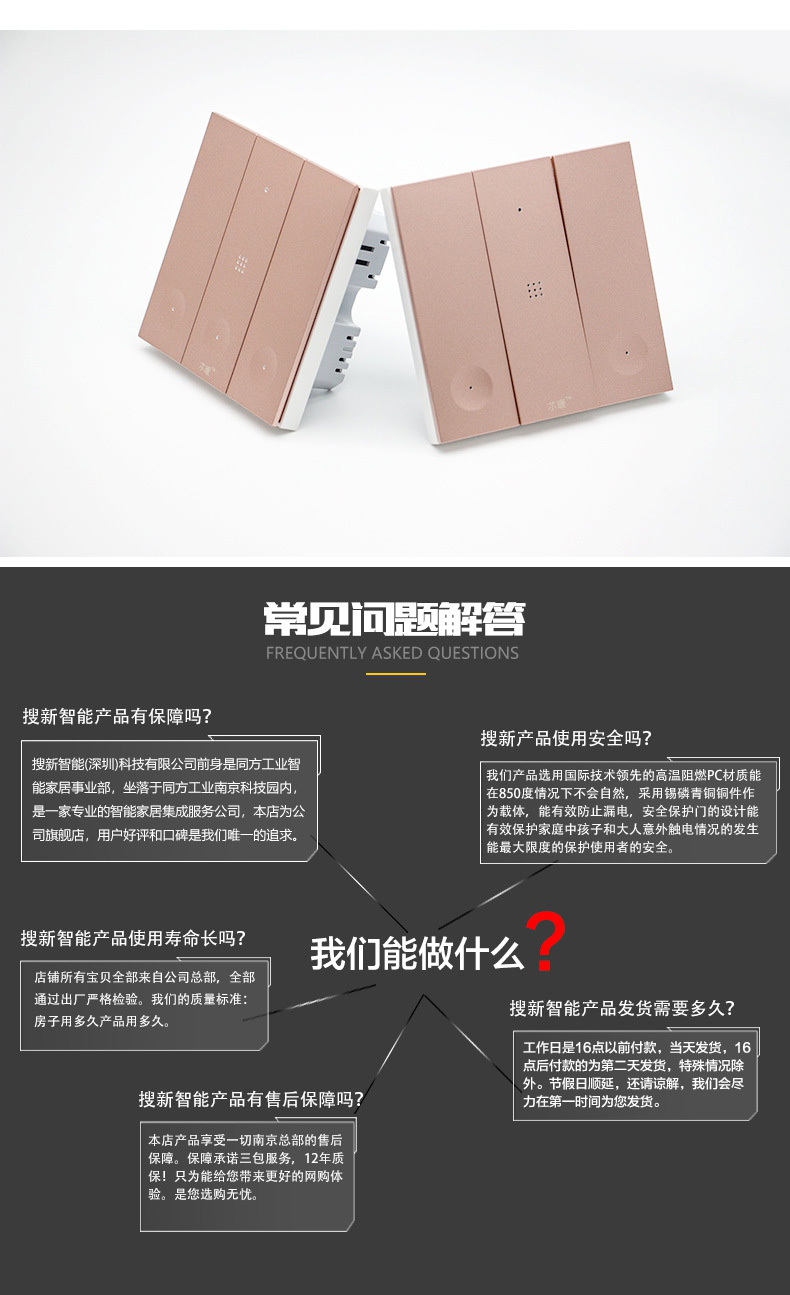 常见问题解答
FREQUENTLY ASKED QUESTIONS
搜新智能产品有保障吗?
搜新智能(深圳)科技有限公司前身是同方工业智
能家居事业部，坐落于同方工业南京科技园内，
是一家专业的智能家居集成服务公司，本店为公
司旗舰店，用户好评和口碑是我们唯一的追求。
搜新产品使用安全吗?
我们产品选用国际技术领先的高温阻燃PC材质能
在850度情况下不会自然，采用锡磷青铜铜件作
为载体，能有效防止漏电，安全保护门的设计能
有效保护家庭中孩子和大人意外触电情况的发生
能最大限度的保护使用者的安全。
搜新智能产品使用寿命长吗?
店铺所有宝贝全部来自公司总部，全部
通过出厂严格检验。我们的质量标准：
房子用多久产品用多久。
我们能做什么?
搜新智能产品发货需要多久?
工作日是16点以前付款，当天发货，16
点后付款的为第二天发货，特殊情况除
外。节假日顺延，还请谅解，我们会尽
力在第一时间为您发货。
搜新智能产品有售后保障吗?
本店产品享受一切南京总部的售后
保障。保障承诺三包服务，12年质
保！只为能给您带来更好的网购体
验。是您选购无忧。